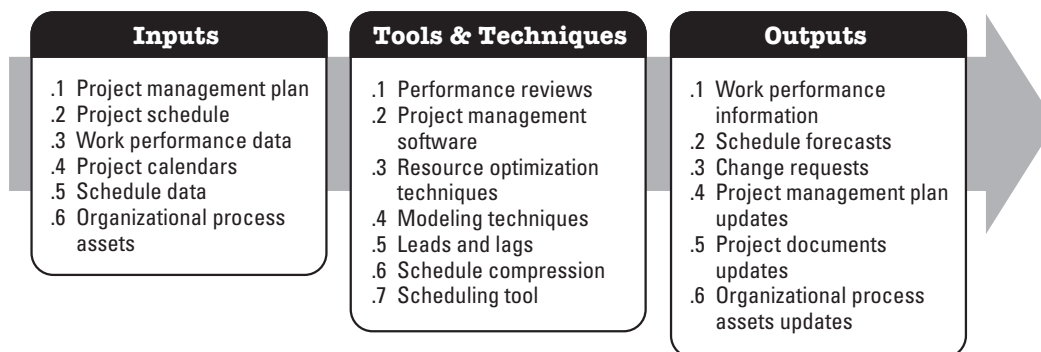 Inputs
.1 Project management plan
.2 Project schedule
.3 Work performance data
.4 Project calendars
.5 Schedule data
.6 Organizational process
assets
Tools & Techniques
.1 Performance reviews
.2 Project management
software
.3 Resource optimization
techniques
.4 Modeling techniques
.5 Leads and lags
.6 Schedule compression
.7 Scheduling tool
Outputs
.1 Work performance
information
.2 Schedule forecasts
.3 Change requests
.4 Project management plan
updates
.5 Project documents
updates
.6 Organizational process
assets updates